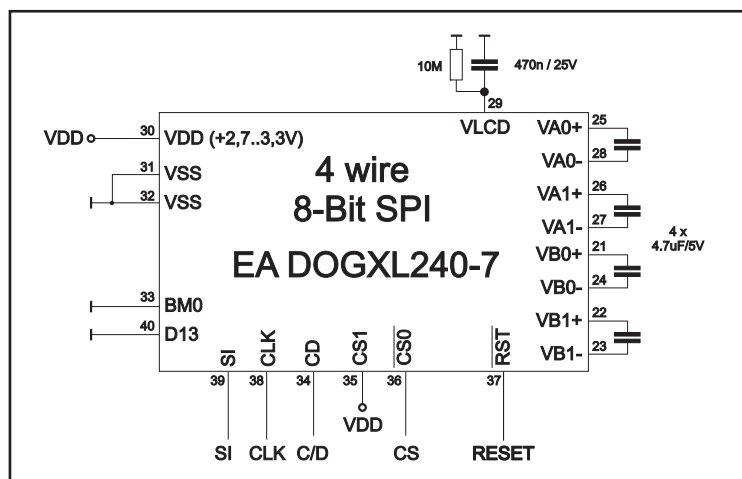 10M
470n / 25V
29
VLCD
VDD
30
VDD (+2,7..3,3V)
31
VSS
32
VSS
4 wire
8-Bit SPI
EA DOGXL240-7
33
BM0
40
D13
VA0+
25
VA0-
28
VA1+
26
VA1-
27
VB0+
21
VB0-
24
VB1+
22
VB1-
23
4 x
4.7uF/5V
SI
CLK
CD
CS1
CS0
RST
39
38
34
35
36
37
VDD
SI
CLK
C/D
CS
RESET